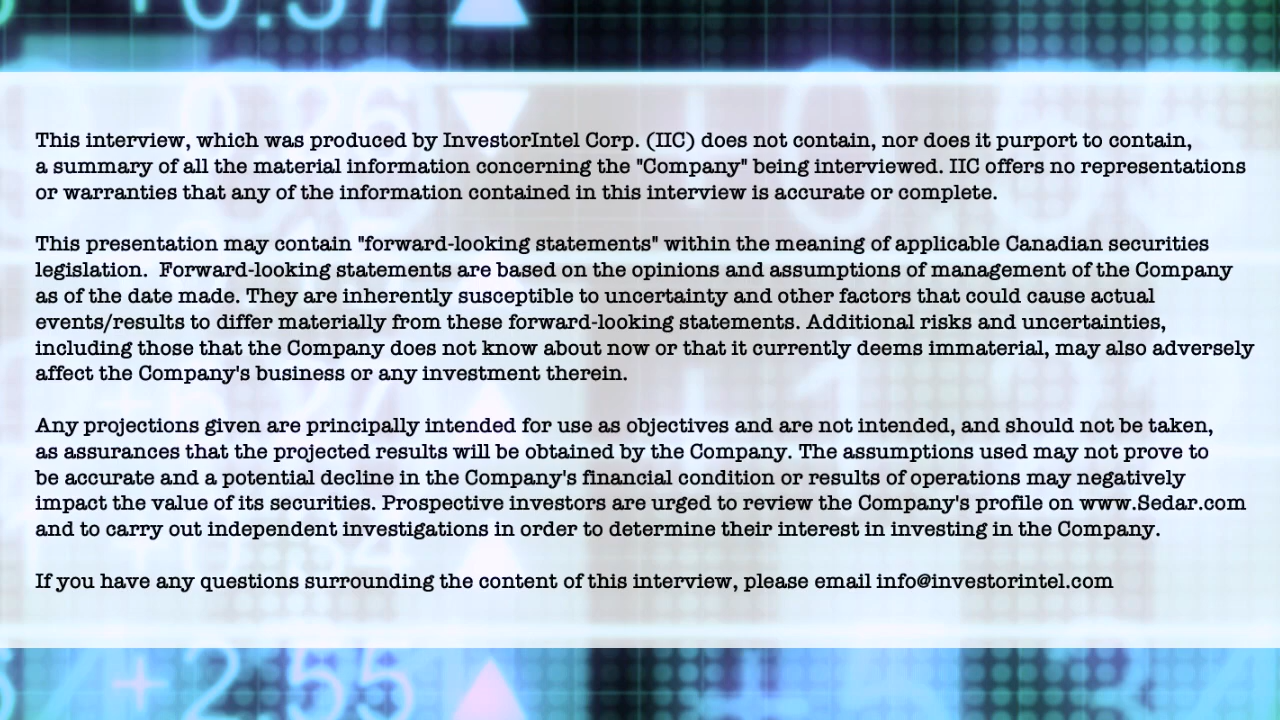 +0.37
0.26
This interview, which was produced by InvestorIntel Corp. (IIC) does not contain, nor does it purport to contain,
a summary of all the material information concerning the "Company" being interviewed. IIC offers no representations
or warranties that any of the information contained in this interview is accurate or complete.
This presentation may contain "forward-looking statements" within the meaning of applicable Canadian securities
legislation.  Forward-looking statements are based on the opinions and assumptions of management of the Company
as of the date made. They are inherently susceptible to uncertainty and other factors that could cause actual
events/results to differ materially from these forward-looking statements. Additional risks and uncertainties,
including those that the Company does not know about now or that it currently deems immaterial, may also adversely
affect the Company's business or any investment therein.
Any projections given are principally intended for use as objectives and are not intended, and should not be taken,
as assurances that the projected results will be obtained by the Company. The assumptions used may not prove to
be accurate and a potential decline in the Company's financial condition or results of operations may negatively
impact the value of its securities. Prospective investors are urged to review the Company's profile on www.Sedar.com
and to carry out independent investigations in order to determine their interest in investing in the Company.
If you have any questions surrounding the content of this interview, please email info@investorintel.com
+2.55